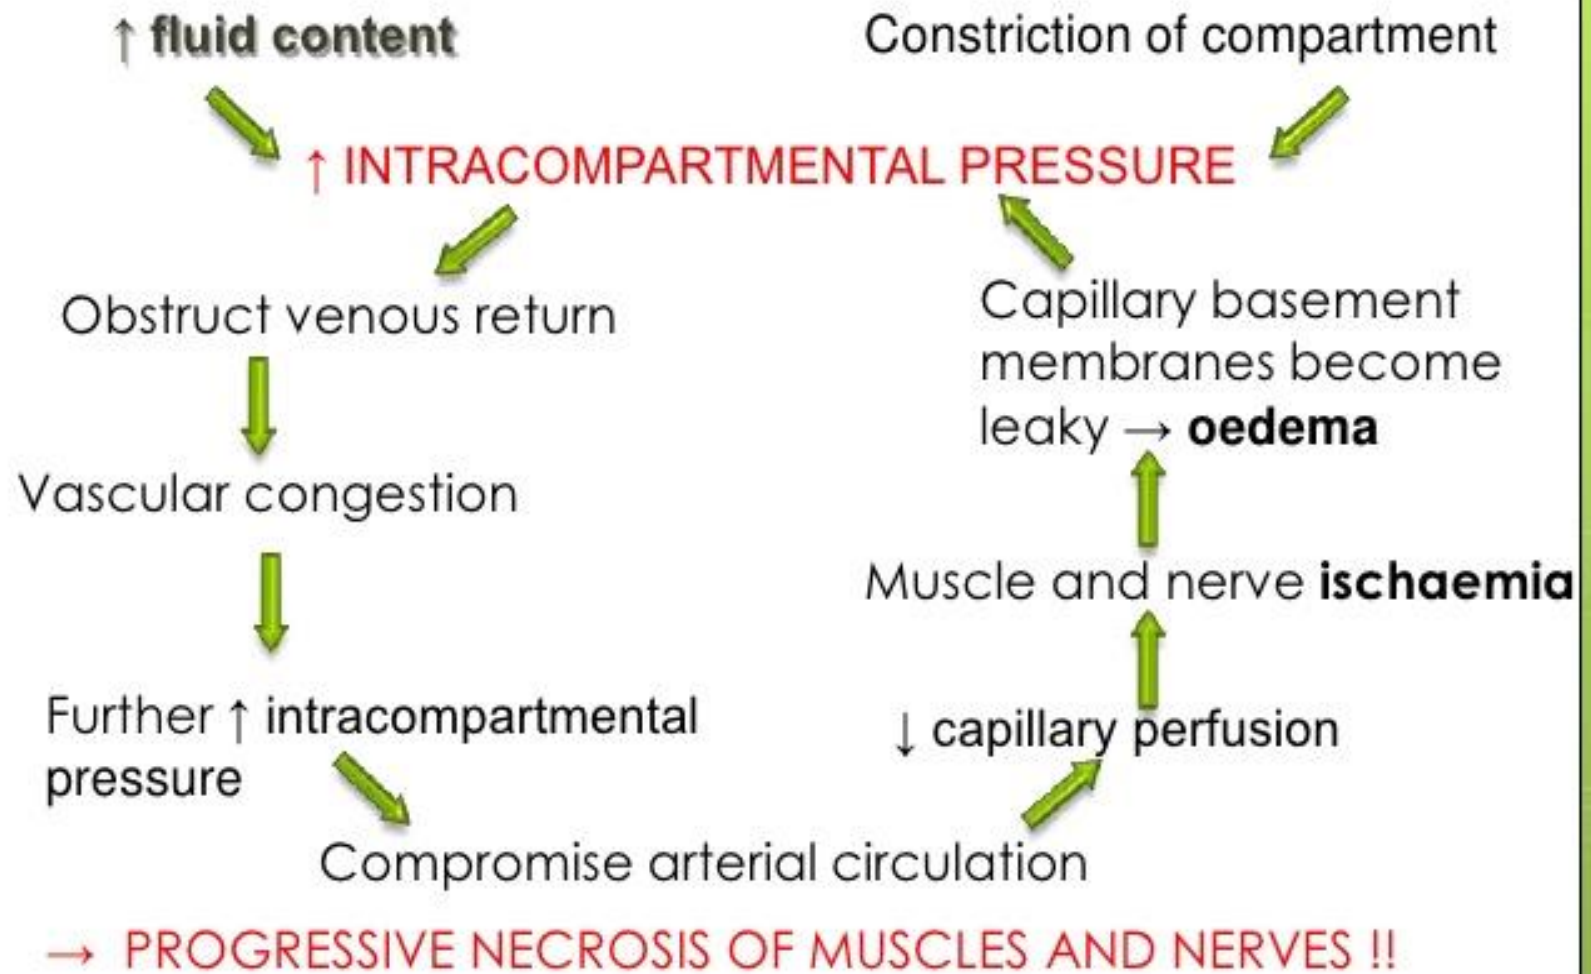 ↑ fluid content
Constriction of compartment
↑ INTRACOMPARTMENTAL PRESSURE
Obstruct venous return
Vascular congestion
Further ↑ intracompartmental
pressure
Compromise arterial circulation
↓ capillary perfusion
Muscle and nerve ischaemia
Capillary basement
membranes become
leaky → oedema
→ PROGRESSIVE NECROSIS OF MUSCLES AND NERVES !!